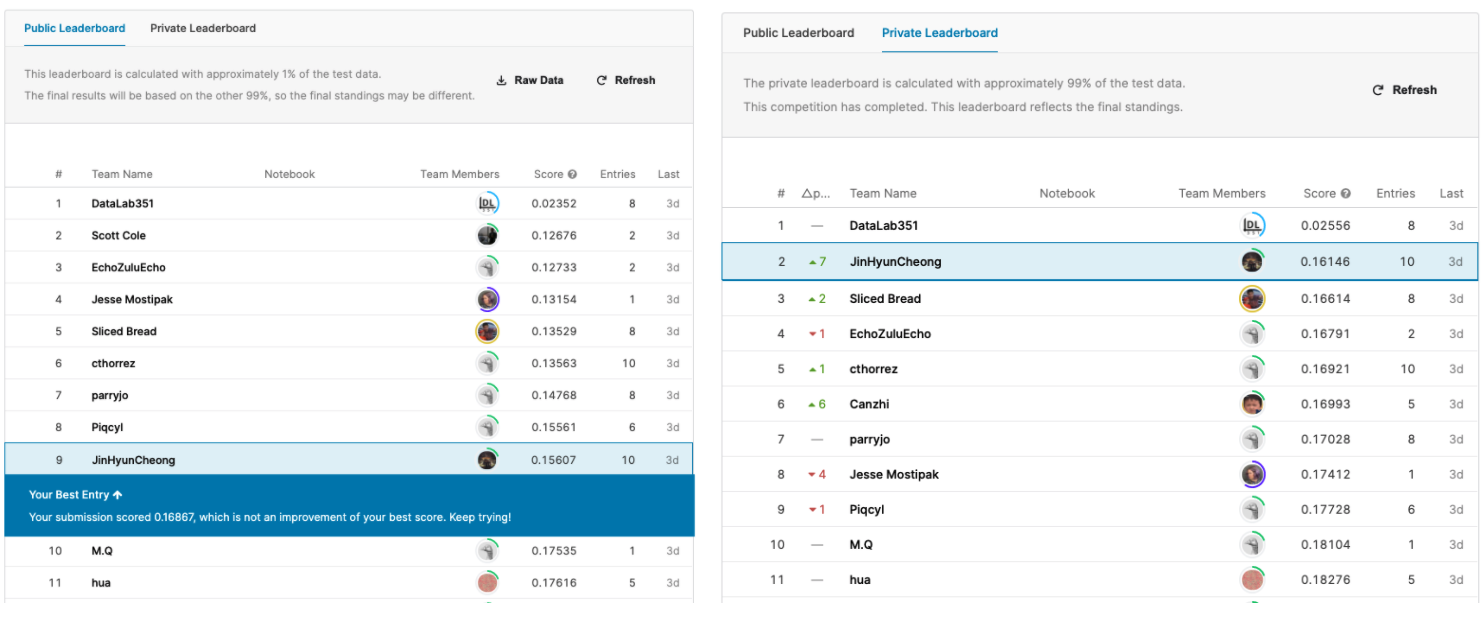 Public Leaderboard Private Leaderboard
This leaderboard is calculated with approximately 1% of the test data.
The final results will be based on the other 99%, so the final standings may be different.
Raw Data Refresh
# Team Name Notebook Team Members Score Entries Last
1 DataLab351 DL 0.02352 8 3d
2 Scott Cole 0.12676 2 3d
3 EchoZuluEcho 0.12733 2 3d
4 Jesse Mostipak 0.13154 1 3d
5 Sliced Bread 0.13529 8 3d
6 cthorrez 0.13563 10 3d
7 parryjo 0.14768 8 3d
8 Piqcyl 0.15561 6 3d
9 JinHyunCheong 0.15607 10 3d
Your Best Entry ↑
Your submission scored 0.16867, which is not an improvement of your best score. Keep trying!
10 M.Q 0.17535 1 3d
11 hua 0.17616 5 3d
Public Leaderboard Private Leaderboard
The private leaderboard is calculated with approximately 99% of the test data.
This competition has completed. This leaderboard reflects the final standings.
Refresh
# △p... Team Name Notebook Team Members Score Entries Last
1 — DataLab351 DL 0.02556 8 3d
2 ▲7 JinHyunCheong 0.16146 10 3d
3 ▲2 Sliced Bread 0.16614 8 3d
4 ▼1 EchoZuluEcho 0.16791 2 3d
5 ▲1 cthorrez 0.16921 10 3d
6 ▲6 Canzhi 0.16993 5 3d
7 — parryjo 0.17028 8 3d
8 ▼4 Jesse Mostipak 0.17412 1 3d
9 ▼1 Piqcyl 0.17728 6 3d
10 — M.Q 0.18104 1 3d
11 — hua 0.18276 5 3d